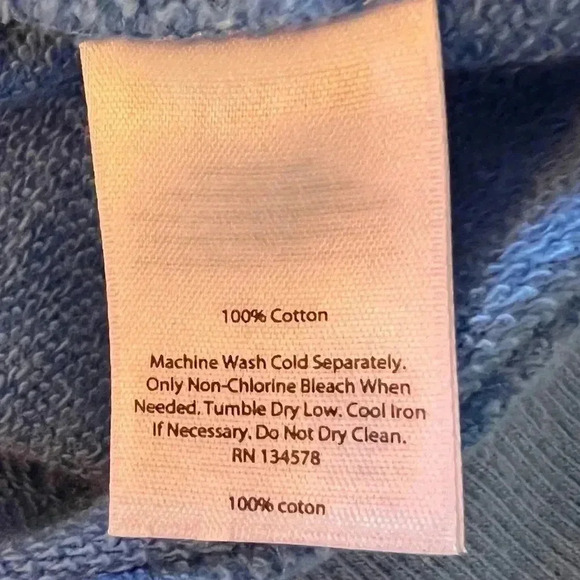 100% Cotton
Machine Wash Cold Separately.
Only Non-Chlorine Bleach When
Needed. Tumble Dry Low. Cool Iron
If Necessary. Do Not Dry Clean.
RN 134578
100% coton